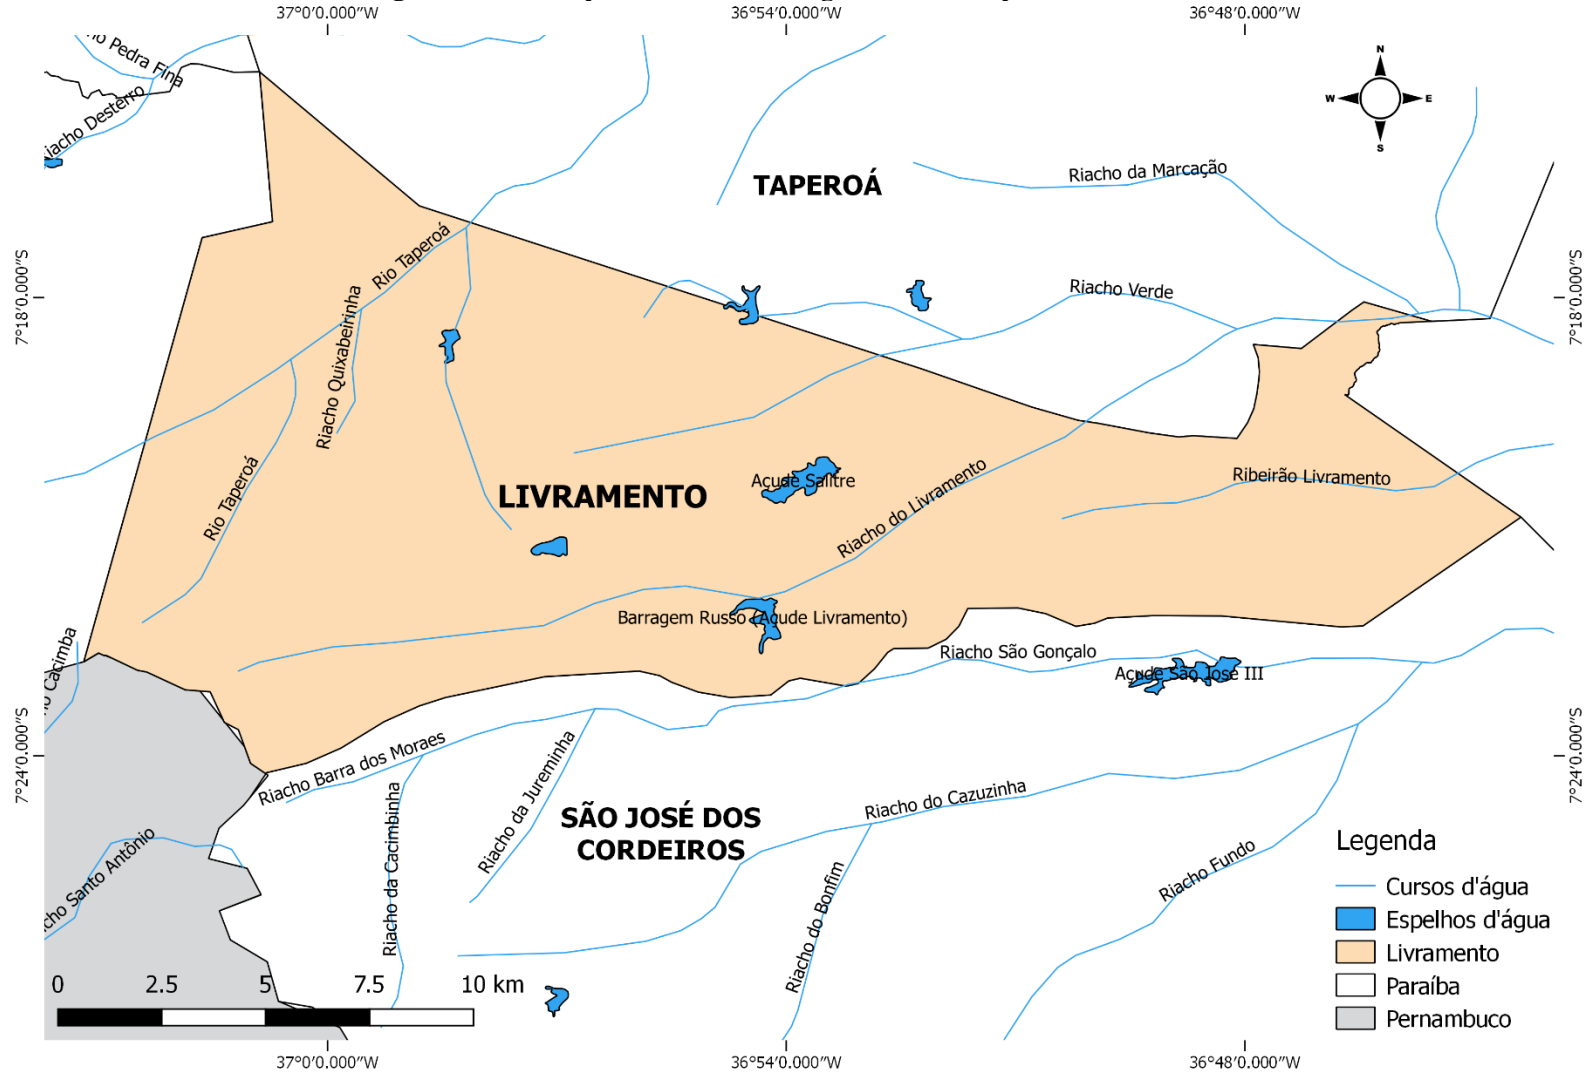 37°0′0.000″W
36°54′0.000″W
36°48′0.000″W
Pedra Fina
Desterro
N
W
E
S
TAPEROÁ
Riacho da Marcação
Rio Taperoá
7°18′0.000″S
7°18′0.000″S
Riacho Verde
Riacho Quixabeirinha
Açude Salitre
Ribeirão Livramento
LIVRAMENTO
Rio Taperoá
Riacho do Livramento
Barragem Russo (Açude Livramento)
Riacho São Gonçalo
Açude São José III
Cacimba
7°24′0.000″S
7°24′0.000″S
Riacho Barra dos Moraes
Riacho da Jureminha
Riacho da Cacimbinha
SÃO JOSÉ DOS
CORDEIROS
Riacho do Cazuzinha
Santo Antônio
Riacho do Bonfim
Riacho Fundo
Legenda
Cursos d'água
Espelhos d'água
Livramento
Paraíba
Pernambuco
0 2.5 5 7.5 10 km
37°0′0.000″W
36°54′0.000″W
36°48′0.000″W